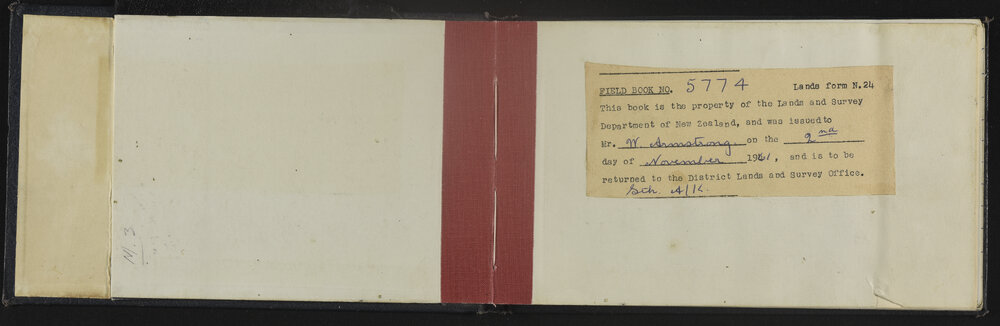 M. 3
FIELD BOOK NO. 5774 Lands form N.24
This book is the property of the Lands and Survey
Department of New Zealand, and was issuedto
Mr. W. Armstrong on the 2nd
day of November 1961, and is to be
returned to the District Lands and Survey Office.
A/K.